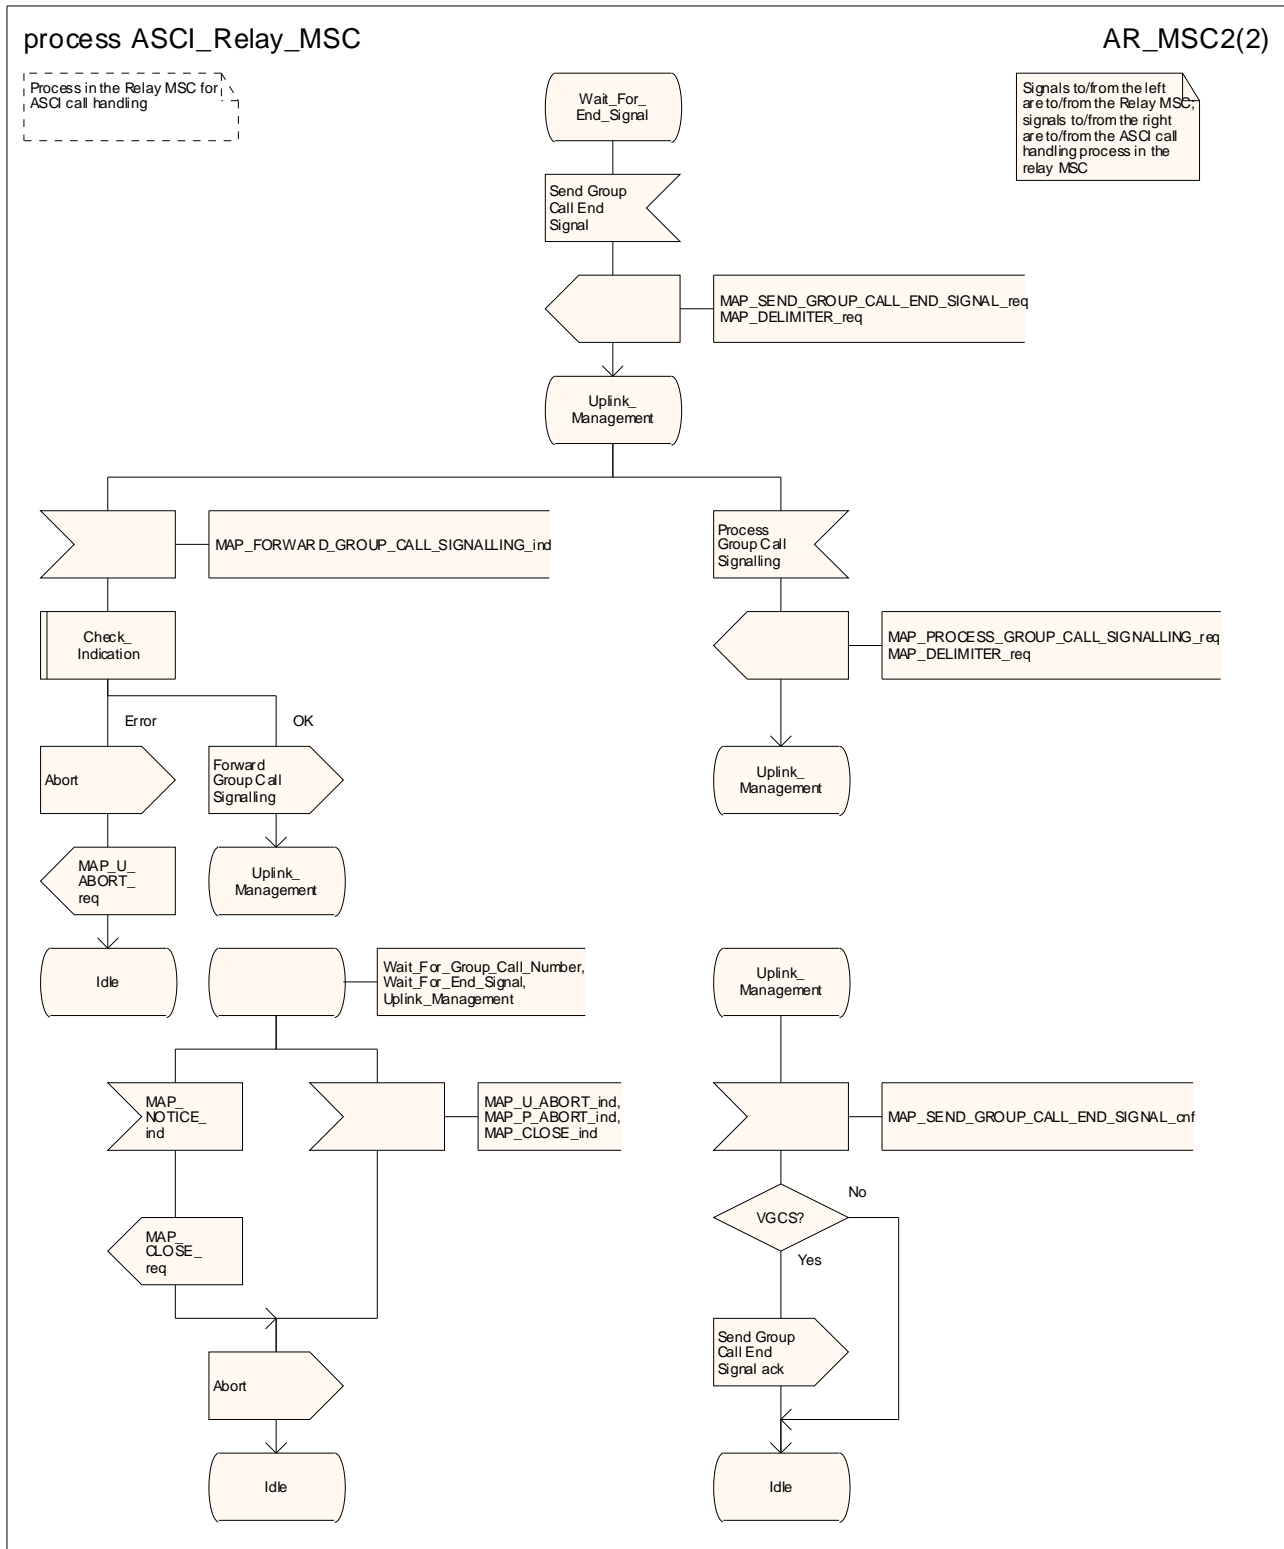 process ASCI_Relay_MSC
AR_MSC2(2)
Process in the Relay MSC for
ASCI call handling
Wait_For_
End_Signal
Signals to/from the left
are to/from the Relay MSC;
signals to/from the right
are to/from the ASCI call
handling process in the
relay MSC
Send Group
Call End
Signal
MAP_SEND_GROUP_CALL_END_SIGNAL_req
MAP_DELIMITER_req
Uplink_
Management
MAP_FORWARD_GROUP_CALL_SIGNALLING_ind
Process
Group Call
Signalling
Check_
Indication
MAP_PROCESS_GROUP_CALL_SIGNALLING_req
MAP_DELIMITER_req
Error
OK
Abort
Forward
Group Call
Signalling
Uplink_
Management
MAP_U_
ABORT_
req
Uplink_
Management
Idle
Wait_For_Group_Call_Number,
Wait_For_End_Signal,
Uplink_Management
Uplink_
Management
MAP_
NOTICE_
ind
MAP_U_ABORT_ind,
MAP_P_ABORT_ind,
MAP_CLOSE_ind
MAP_SEND_GROUP_CALL_END_SIGNAL_cnf
No
VGCS?
Yes
MAP_
CLOSE_
req
Send Group
Call End
Signal ack
Abort
Idle
Idle